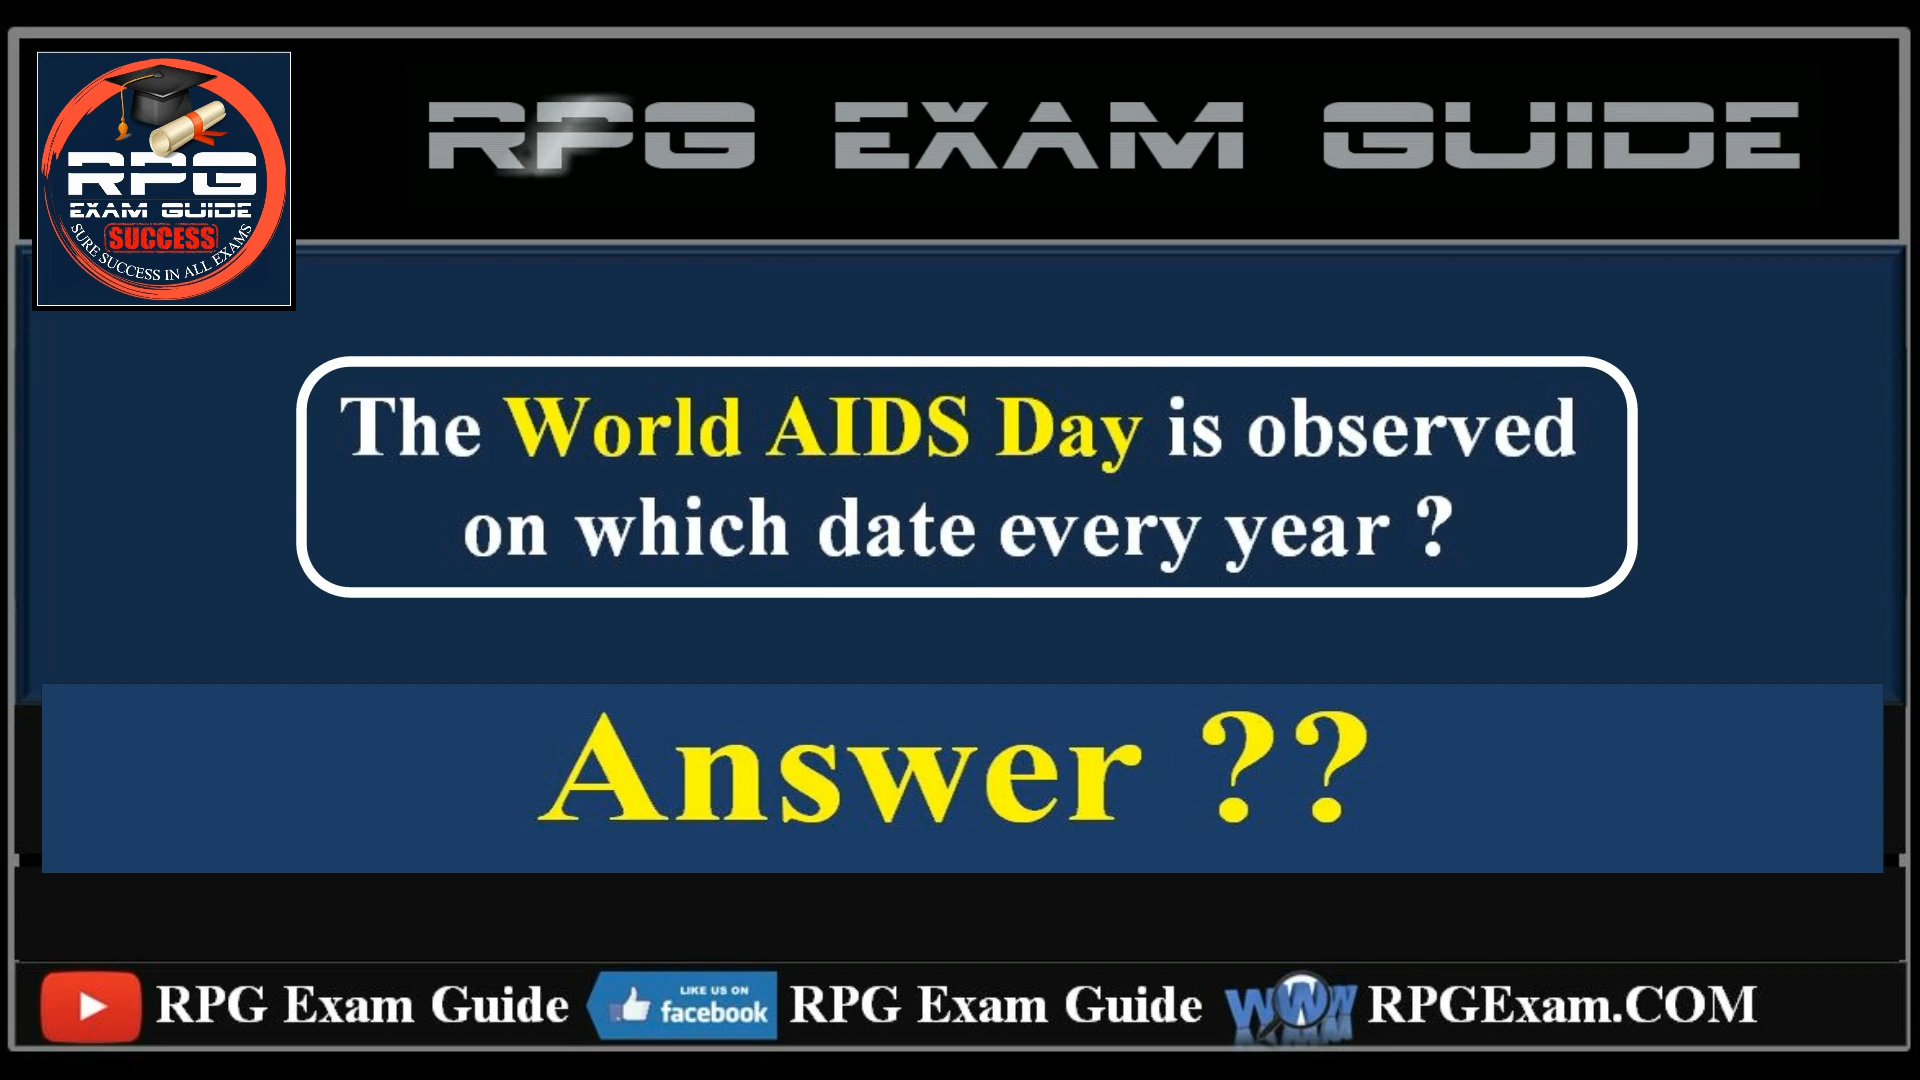 RPG EXAM GUIDE
RPG
EXAM GUIDE
SUCCESS
SURE SUCCESS IN ALL EXAMS
The World AIDS Day is observed
on which date every year ?
Answer ??
RPG Exam Guide LIKE US ON facebook RPG Exam Guide WWW RPGExam.COM